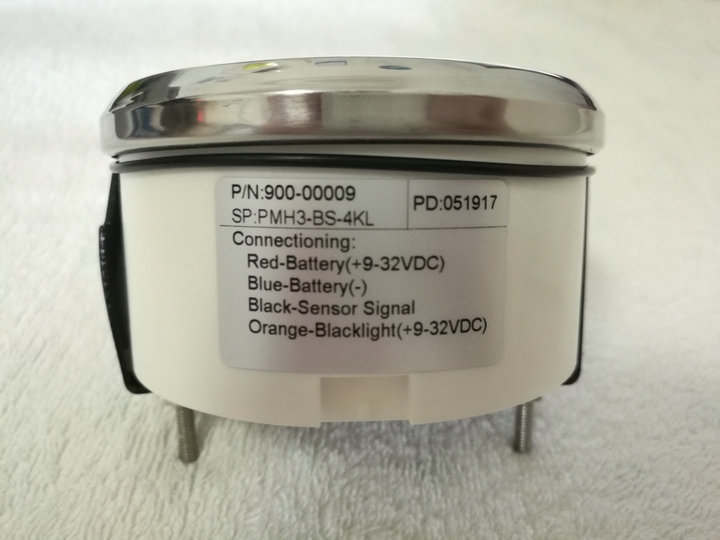 P/N:900-00009
SP:PMH3-BS-4KL
PD:051917
Connectioning:
Red-Battery(+9-32VDC)
Blue-Battery(-)
Black-Sensor Signal
Orange-Blacklight(+9-32VDC)